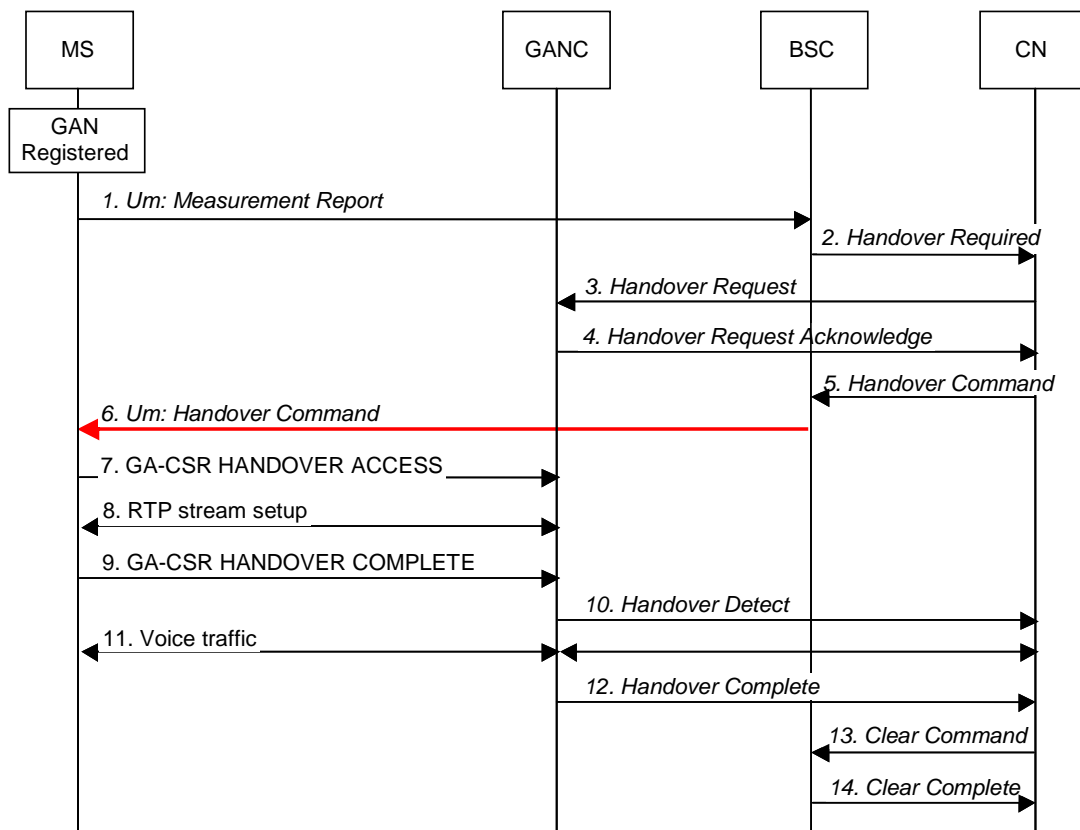 MS
GANC
BSC
CN
GAN
Registered
1. Um: Measurement Report
2. Handover Required
3. Handover Request
4. Handover Request Acknowledge
5. Handover Command
6. Um: Handover Command
7. GA-CSR HANDOVER ACCESS
8. RTP stream setup
9. GA-CSR HANDOVER COMPLETE
10. Handover Detect
11. Voice traffic
12. Handover Complete
13. Clear Command
14. Clear Complete